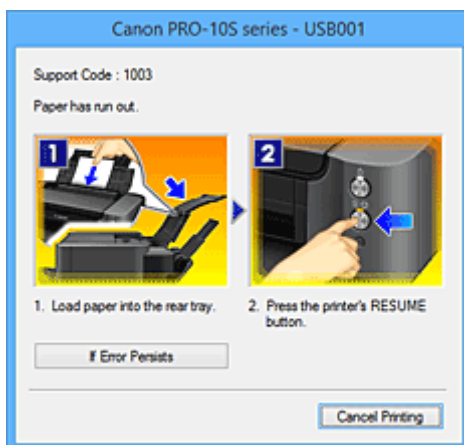 Canon PRO-10S series - USB001
Support Code : 1003
Paper has run out.
1
2
1. Load paper into the rear tray.
2. Press the printer's RESUME
button.
If Error Persists
Cancel Printing